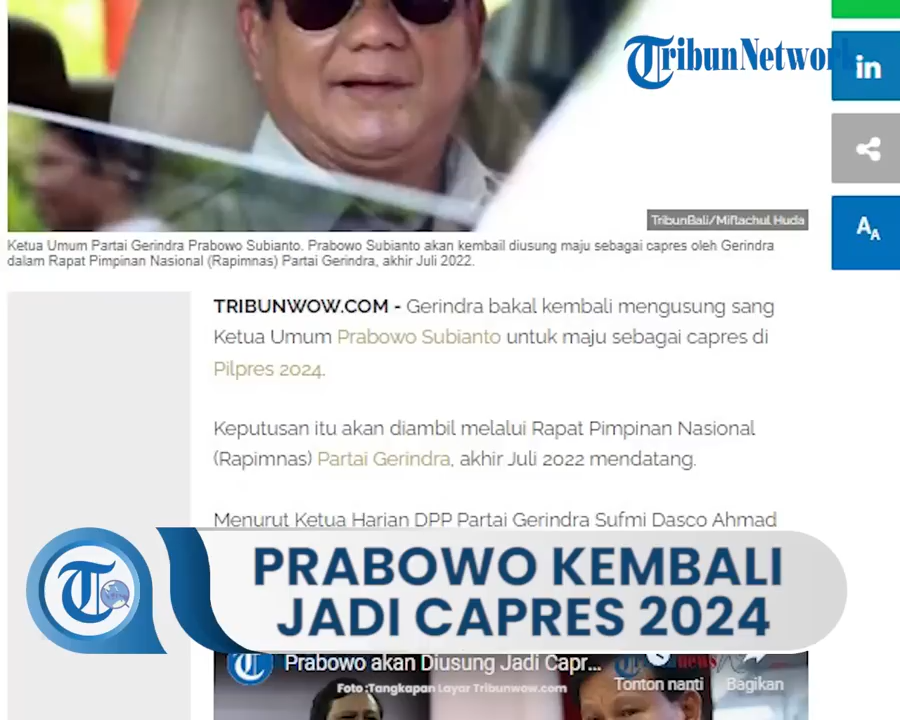 TribunNetwork
in
TribunBali/Miftachul Huda
AA
Ketua Umum Partai Gerindra Prabowo Subianto. Prabowo Subianto akan kembail diusung maju sebagai capres oleh Gerindra
dalam Rapat Pimpinan Nasional (Rapimnas) Partai Gerindra, akhir Juli 2022.
TRIBUNWOW.COM - Gerindra bakal kembali mengusung sang
Ketua Umum Prabowo Subianto untuk maju sebagai capres di
Pilpres 2024.
Keputusan itu akan diambil melalui Rapat Pimpinan Nasional
(Rapimnas) Partai Gerindra, akhir Juli 2022 mendatang.
Menurut Ketua Harian DPP Partai Gerindra Sufmi Dasco Ahmad
T
PRABOWO KEMBALI
JADI CAPRES 2024
Prabowo akan Diusung Jadi Capr...
Foto :Tangkapan Layar Tribunwow.com
Tonton nanti
Bagikan